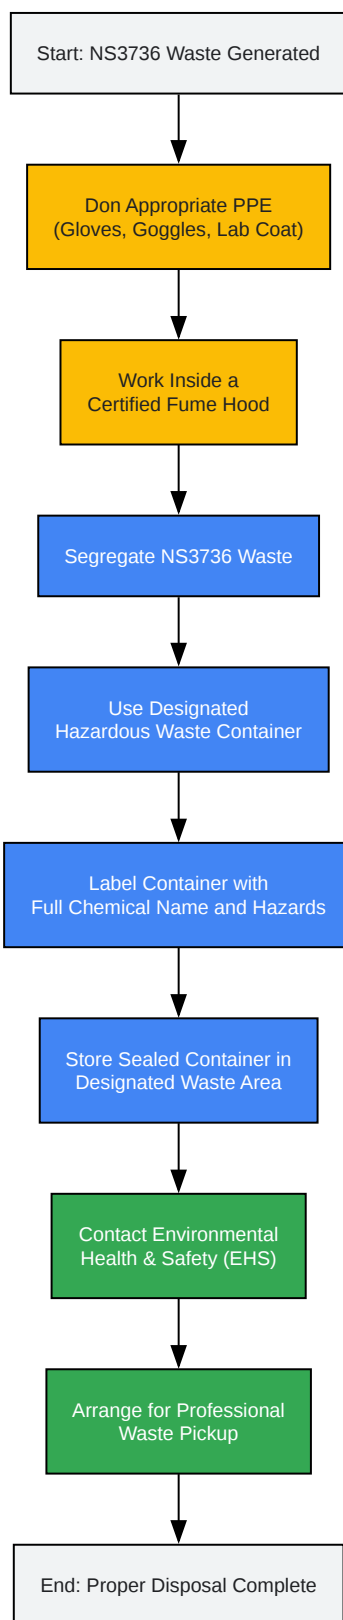 Start: NS3736 Waste Generated
Don Appropriate PPE
(Gloves, Goggles, Lab Coat)
Work Inside a
Certified Fume Hood
Segregate NS3736 Waste
Use Designated
Hazardous Waste Container
Label Container with
Full Chemical Name and Hazards
Store Sealed Container in
Designated Waste Area
Contact Environmental
Health & Safety (EHS)
Arrange for Professional
Waste Pickup
End: Proper Disposal Complete